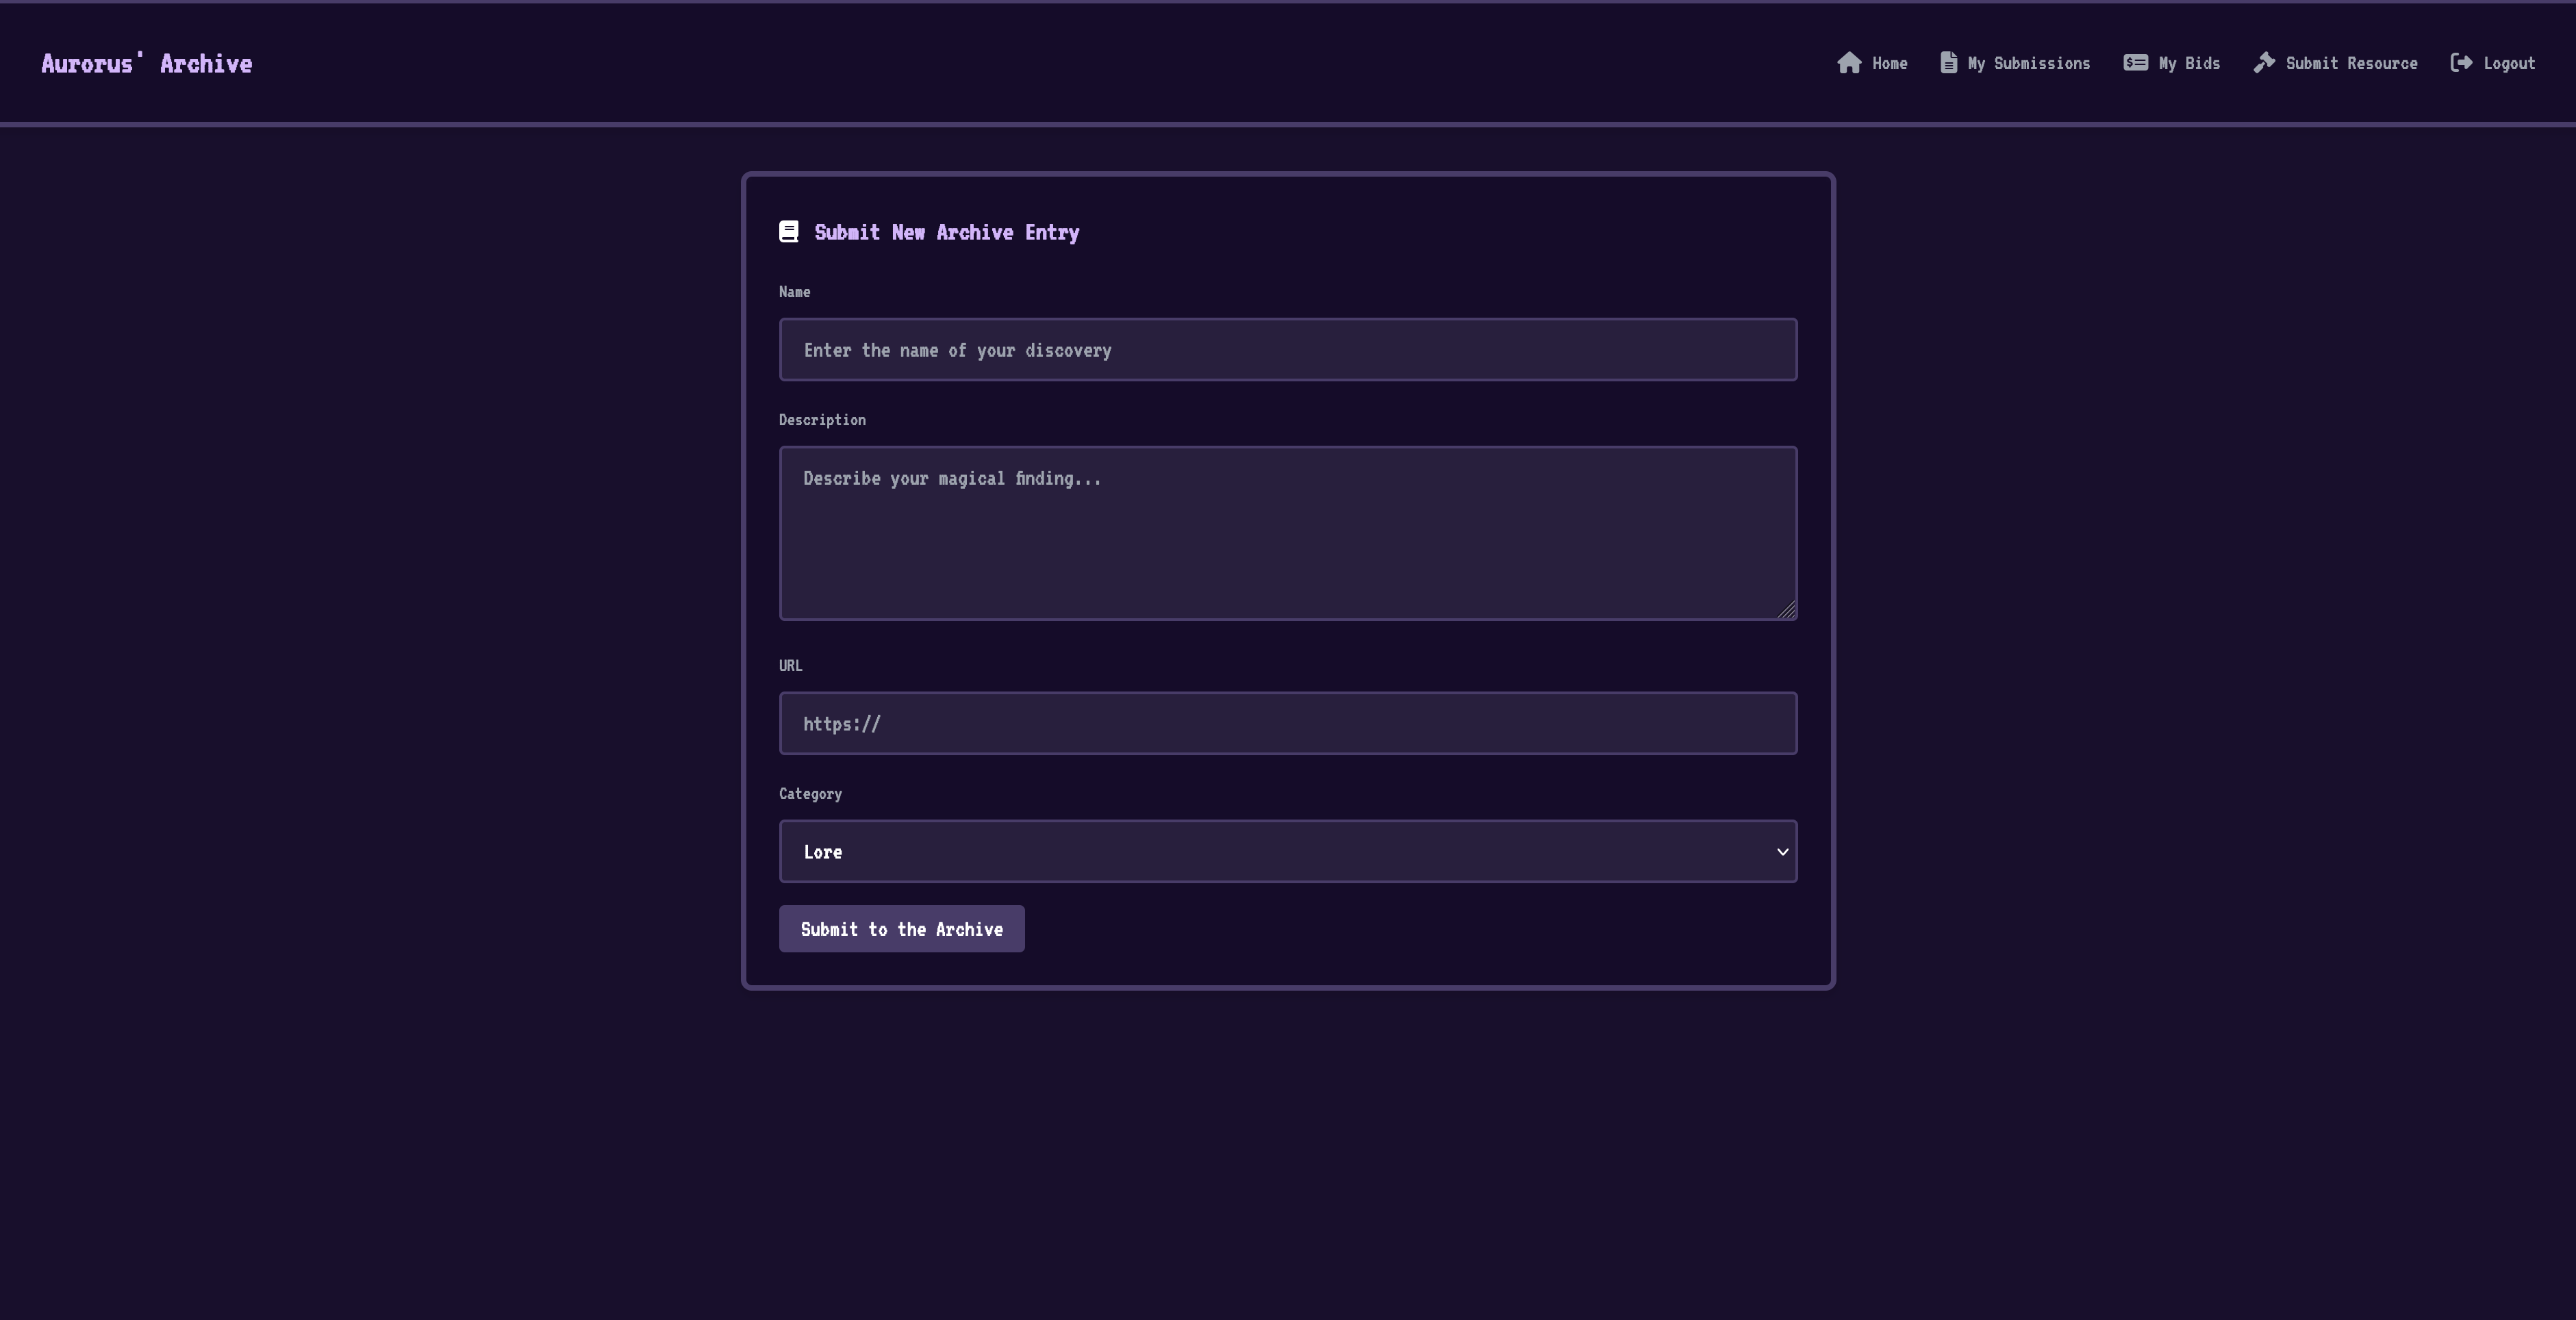 Aurorus' Archive
Home My Submissions My Bids Submit Resource Logout
Submit New Archive Entry
Name
Enter the name of your discovery
Description
Describe your magical finding...
URL
https://
Category
Lore
Submit to the Archive